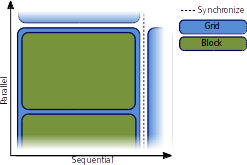 Synchronize
Grid
Block
Parallel
Sequential